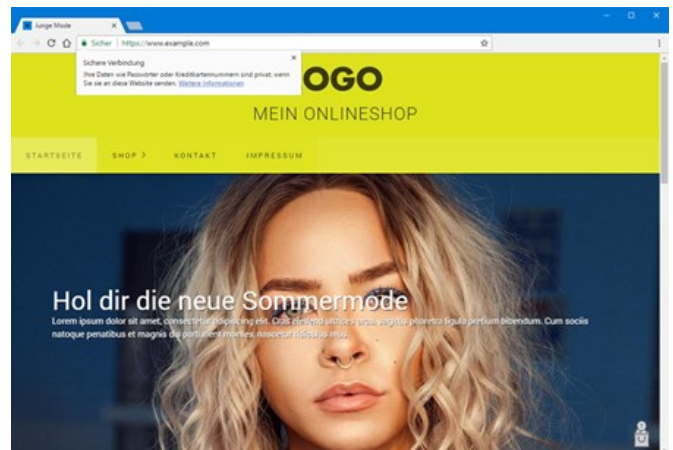 Junge Mode
Sicher
https://www.example.com
Sichere Verbindung
Ihre Daten wie Passwörter oder Kreditkartennummern sind privat, wenn
Sie sie an diese Website senden. Weitere Informationen
OGO
MEIN ONLINESHOP
STARTSEITE SHOP KONTAKT IMPRESSUM
Hol dir die neue Sommermode
Lorem ipsum dolor sit amet, consectetur adipiscing elit. Cras eleifend ultrices arcu, sagittis pharetra ligula pretium bibendum. Cum sociis
natoque penatibus et magnis dis parturient montes, nascetur ridiculus mus.